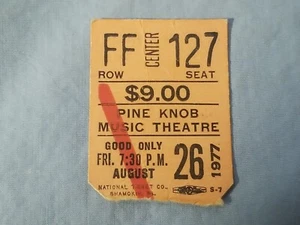 FF CENTER 127
ROW SEAT
$9.00
PINE KNOB
MUSIC THEATRE
GOOD ONLY
FRI. 7:30 P.M.
AUGUST 26 1977
NATIONAL TICKET CO.
SHAMOKIN, PA. S-7